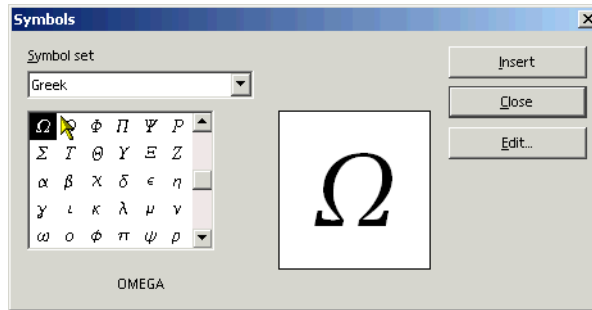 Symbols
Symbol set
Greek
Ω Φ Π Ψ Ρ
Σ Τ Θ Υ Ξ Ζ
α β χ δ ϵ η
γ ι κ λ μ ν
ω ο ϕ π ψ ρ
OMEGA
Ω
Insert
Close
Edit...